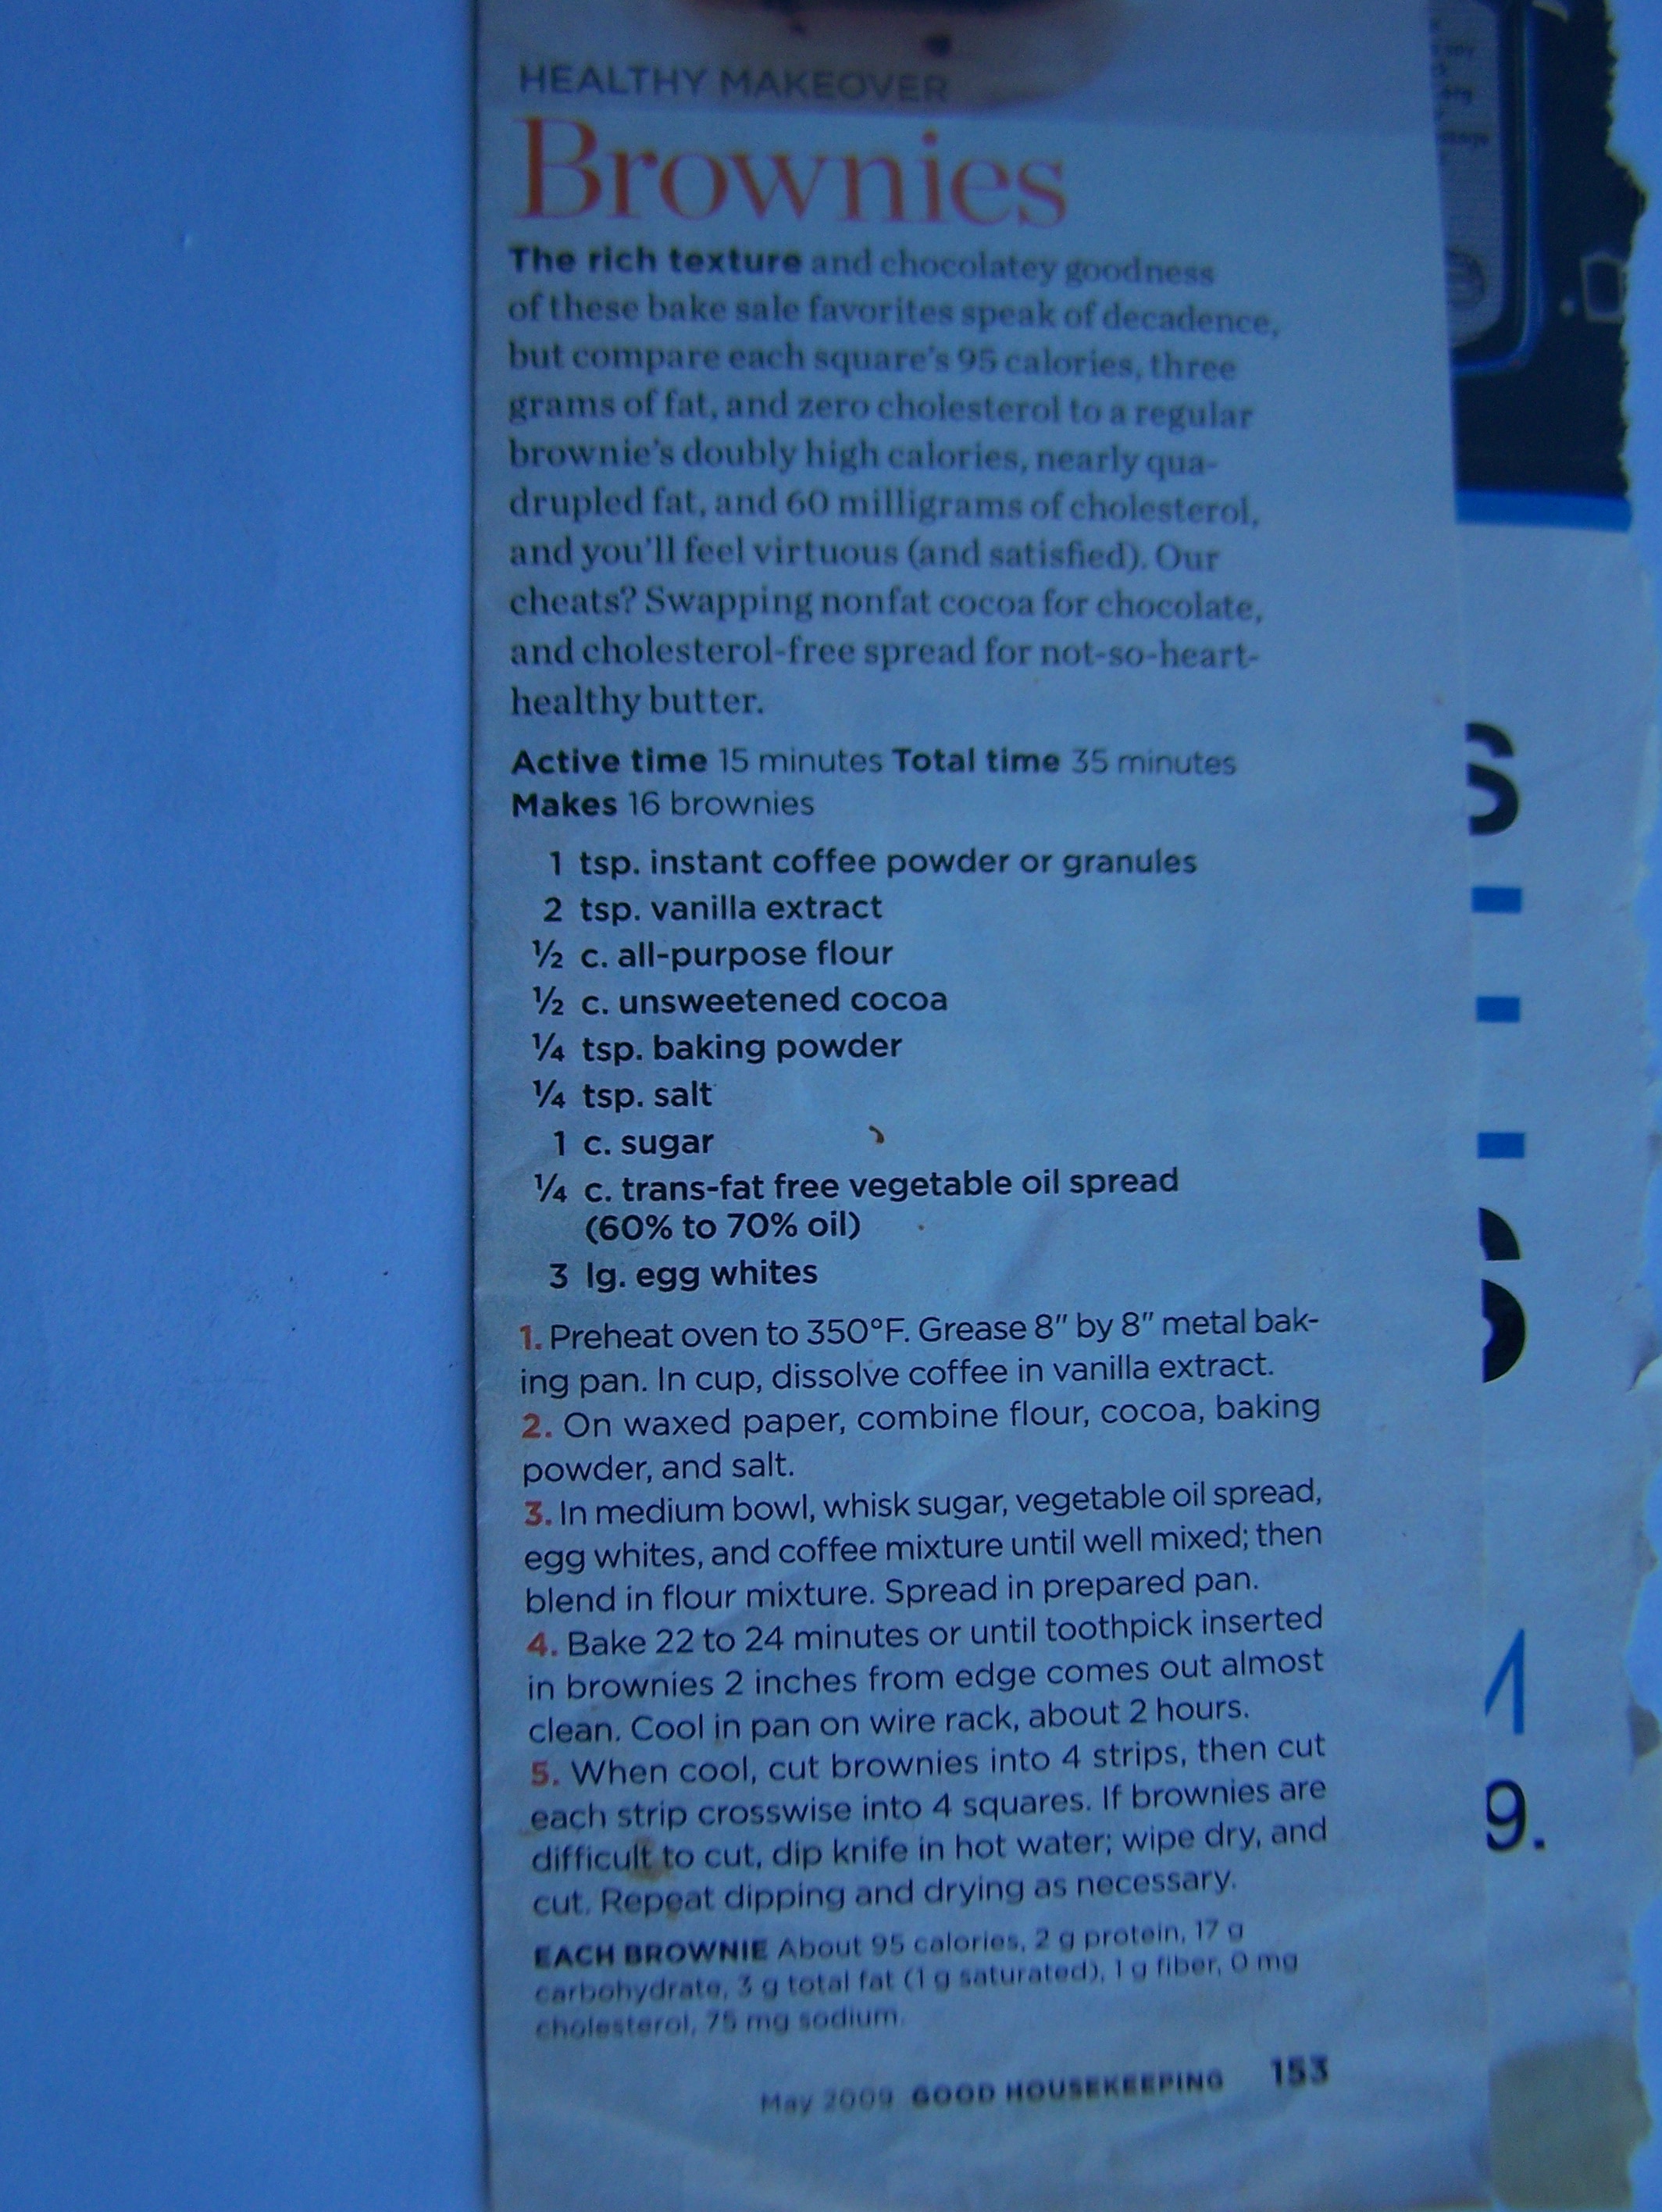 HEALTHY MAKEOVER
Brownies
The rich texture and chocolatey goodness
of these bake sale favorites speak of decadence,
but compare each square's 95 calories, three
grams of fat, and zero cholesterol to a regular
brownie's doubly high calories, nearly qua-
drupled fat, and 60 milligrams of cholesterol,
and you'll feel virtuous (and satisfied). Our
cheats? Swapping nonfat cocoa for chocolate,
and cholesterol-free spread for not-so-heart-
healthy butter.
Active time 15 minutes Total time 35 minutes
Makes 16 brownies
1 tsp. instant coffee powder or granules
2 tsp. vanilla extract
½ c. all-purpose flour
½ c. unsweetened cocoa
¼ tsp. baking powder
¼ tsp. salt
1 c. sugar
¼ c. trans-fat free vegetable oil spread
(60% to 70% oil)
3 lg. egg whites
1. Preheat oven to 350°F. Grease 8" by 8" metal bak-
ing pan. In cup, dissolve coffee in vanilla extract.
2. On waxed paper, combine flour, cocoa, baking
powder, and salt.
3. In medium bowl, whisk sugar, vegetable oil spread,
egg whites, and coffee mixture until well mixed; then
blend in flour mixture. Spread in prepared pan.
4. Bake 22 to 24 minutes or until toothpick inserted
in brownies 2 inches from edge comes out almost
clean. Cool in pan on wire rack, about 2 hours.
5. When cool, cut brownies into 4 strips, then cut
each strip crosswise into 4 squares. If brownies are
difficult to cut, dip knife in hot water; wipe dry, and
cut. Repeat dipping and drying as necessary.
EACH BROWNIE About 95 calories, 2 g protein, 17 g
carbohydrate, 3 g total fat (1 g saturated), 1 g fiber, 0 mg
cholesterol, 75 mg sodium.
May 2009 GOOD HOUSEKEEPING 153
9.